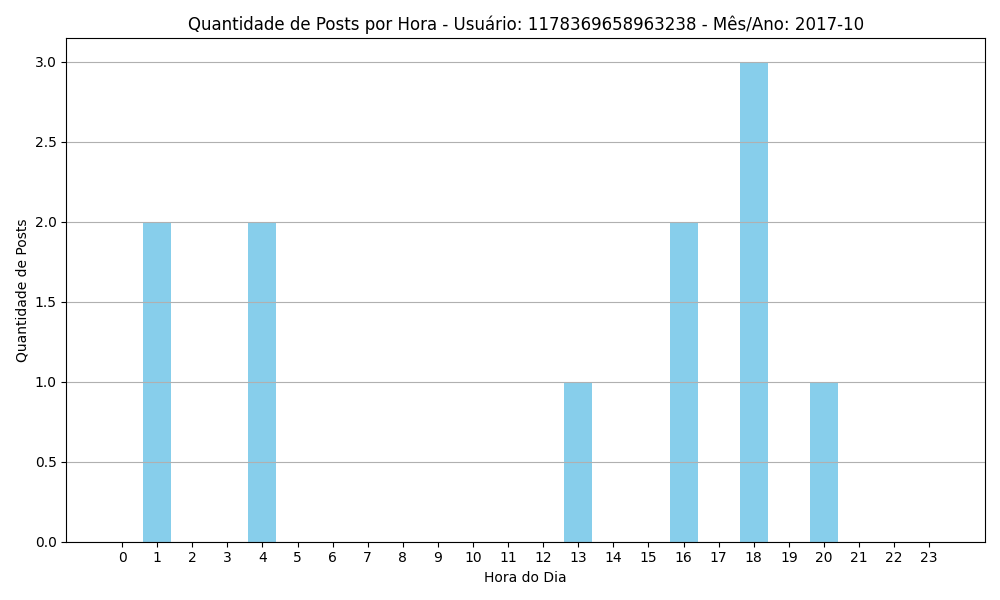 Quantidade de Posts por Hora - Usuário: 1178369658963238 - Mês/Ano: 2017-10
Quantidade de Posts
3.0
2.5
2.0
1.5
1.0
0.5
0.0
0 1 2 3 4 5 6 7 8 9 10 11 12 13 14 15 16 17 18 19 20 21 22 23
Hora do Dia